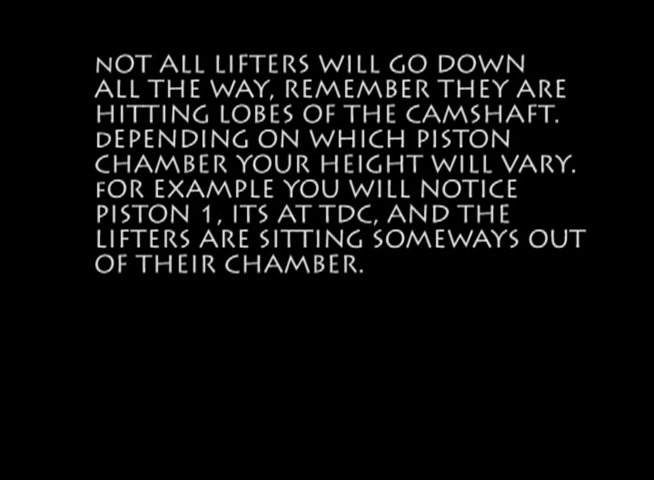 NOT ALL LIFTERS WILL GO DOWN
ALL THE WAY, REMEMBER THEY ARE
HITTING LOBES OF THE CAMSHAFT.
DEPENDING ON WHICH PISTON
CHAMBER YOUR HEIGHT WILL VARY.
FOR EXAMPLE YOU WILL NOTICE
PISTON 1, ITS AT TDC, AND THE
LIFTERS ARE SITTING SOMEWAYS OUT
OF THEIR CHAMBER.